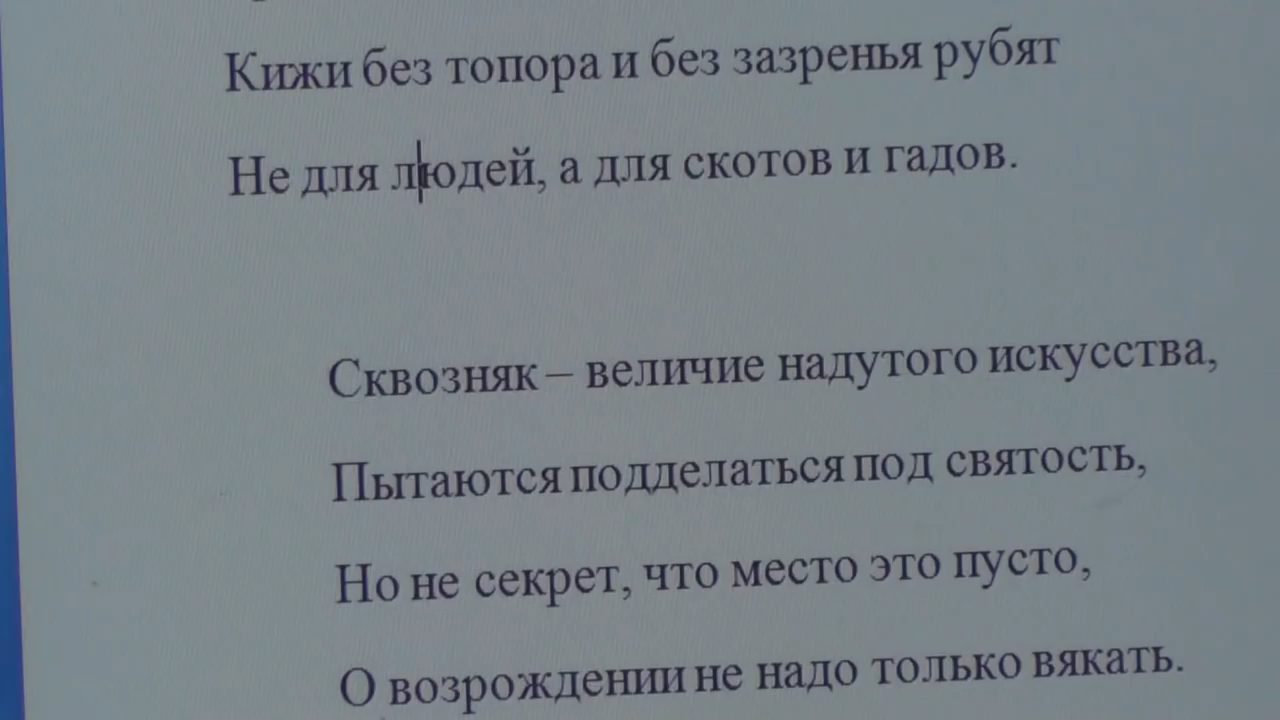 Кижи без топора и без зазренья рубят
Не для людей, а для скотов и гадов.
Сквозняк – величие надутого искусства,
Пытаются подделаться под святость,
Но не секрет, что место это пусто,
О возрождении не надо только вякать.